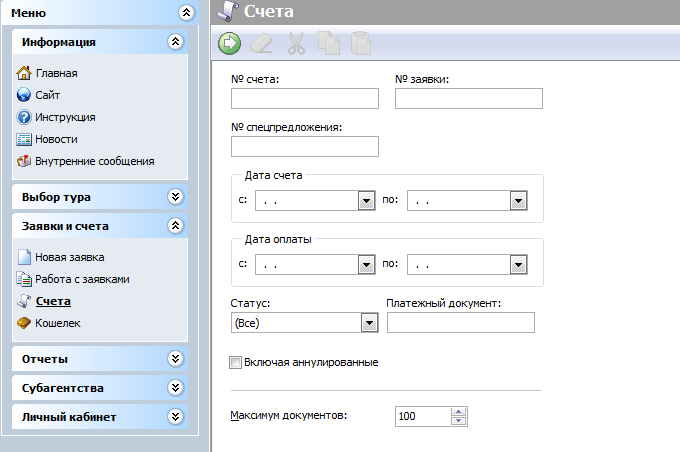 Меню
Информация
Главная
Сайт
Инструкция
Новости
Внутренние сообщения
Выбор тура
Заявки и счета
Новая заявка
Работа с заявками
Счета
Кошелек
Отчеты
Субагентства
Личный кабинет
Счета
№ счета: № заявки:
№ спецпредложения:
Дата счета
с: . . по: . .
Дата оплаты
с: . . по: . .
Статус: Платежный документ:
(Все)
Включая аннулированные
Максимум документов: 100